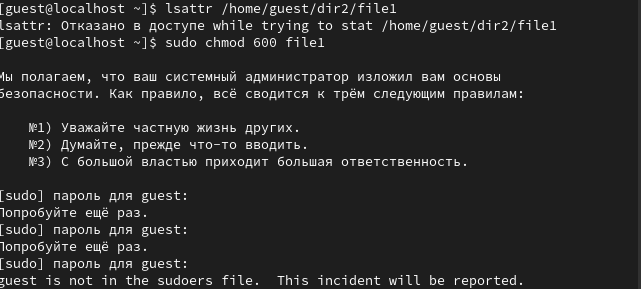 [guest@localhost ~]$ lsattr /home/guest/dir2/file1
lsattr: Отказано в доступе while trying to stat /home/guest/dir2/file1
[guest@localhost ~]$ sudo chmod 600 file1
Мы полагаем, что ваш системный администратор изложил вам основы
безопасности. Как правило, всё сводится к трём следующим правилам:
№1) Уважайте частную жизнь других.
№2) Думайте, прежде что-то вводить.
№3) С большой властью приходит большая ответственность.
[sudo] пароль для guest:
Попробуйте ещё раз.
[sudo] пароль для guest:
Попробуйте ещё раз.
[sudo] пароль для guest:
guest is not in the sudoers file.  This incident will be reported.